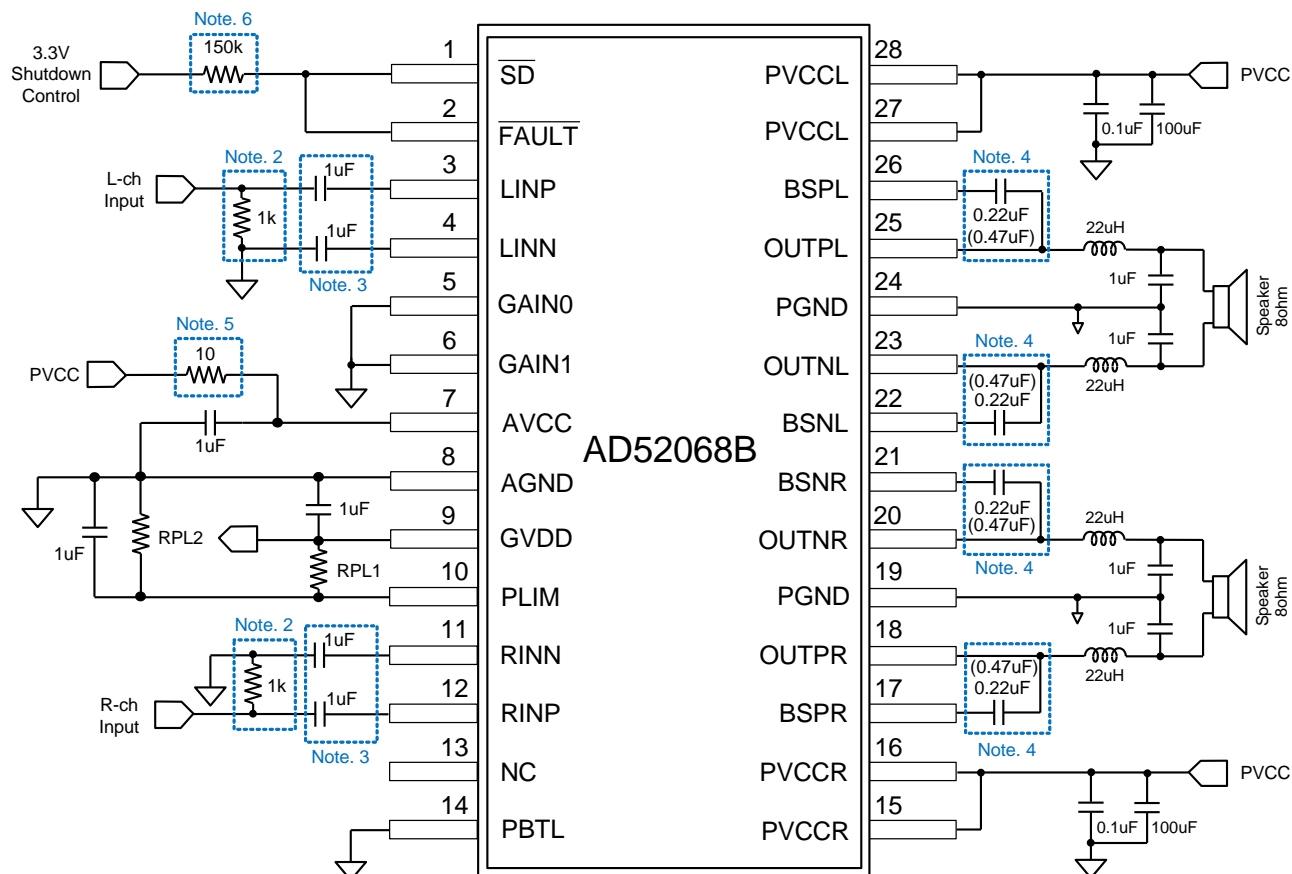 Note. 6
150k
3.3V
Shutdown
Control
1
SD
2
FAULT
Note. 2
1uF
3
L-ch
Input
1k
LINP
1uF
4
LINN
Note. 3
5
GAIN0
Note. 5
10
6
GAIN1
PVCC
7
AVCC
1uF
8
AGND
1uF
9
GVDD
1uF
RPL2
RPL1
10
PLIM
Note. 2
1uF
11
RINN
1k
1uF
12
RINP
R-ch
Input
Note. 3
13
NC
14
PBTL
AD52068B
28
PVCCL
PVCC
27
PVCCL
0.1uF
100uF
Note. 4
26
BSPL
0.22uF
(0.47uF)
25
OUTPL
22uH
1uF
24
PGND
Speaker
8ohm
1uF
Note. 4
23
OUTNL
22uH
(0.47uF)
0.22uF
22
BSNL
21
BSNR
0.22uF
(0.47uF)
20
OUTNR
22uH
Note. 4
1uF
19
PGND
Speaker
8ohm
1uF
18
OUTPR
22uH
(0.47uF)
0.22uF
17
BSPR
Note. 4
16
PVCCR
PVCC
15
PVCCR
0.1uF
100uF